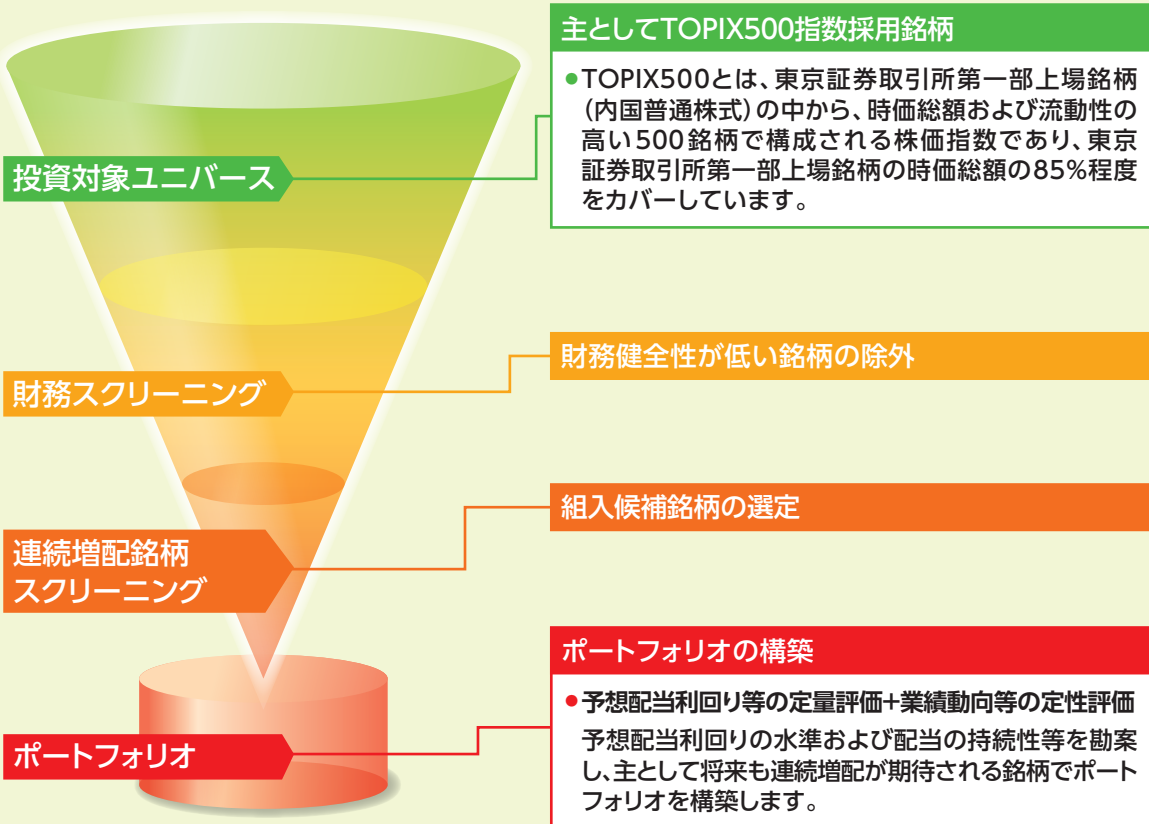 主としてTOPIX500指数採用銘柄
●TOPIX500とは、東京証券取引所第一部上場銘柄
(内国普通株式)の中から、時価総額および流動性の
高い500銘柄で構成される株価指数であり、東京
証券取引所第一部上場銘柄の時価総額の85%程度
をカバーしています。
投資対象ユニバース
財務健全性が低い銘柄の除外
財務スクリーニング
組入候補銘柄の選定
連続増配銘柄
スクリーニング
ポートフォリオの構築
●予想配当利回り等の定量評価+業績動向等の定性評価
予想配当利回りの水準および配当の持続性等を勘案
し、主として将来も連続増配が期待される銘柄でポート
フォリオを構築します。
ポートフォリオ